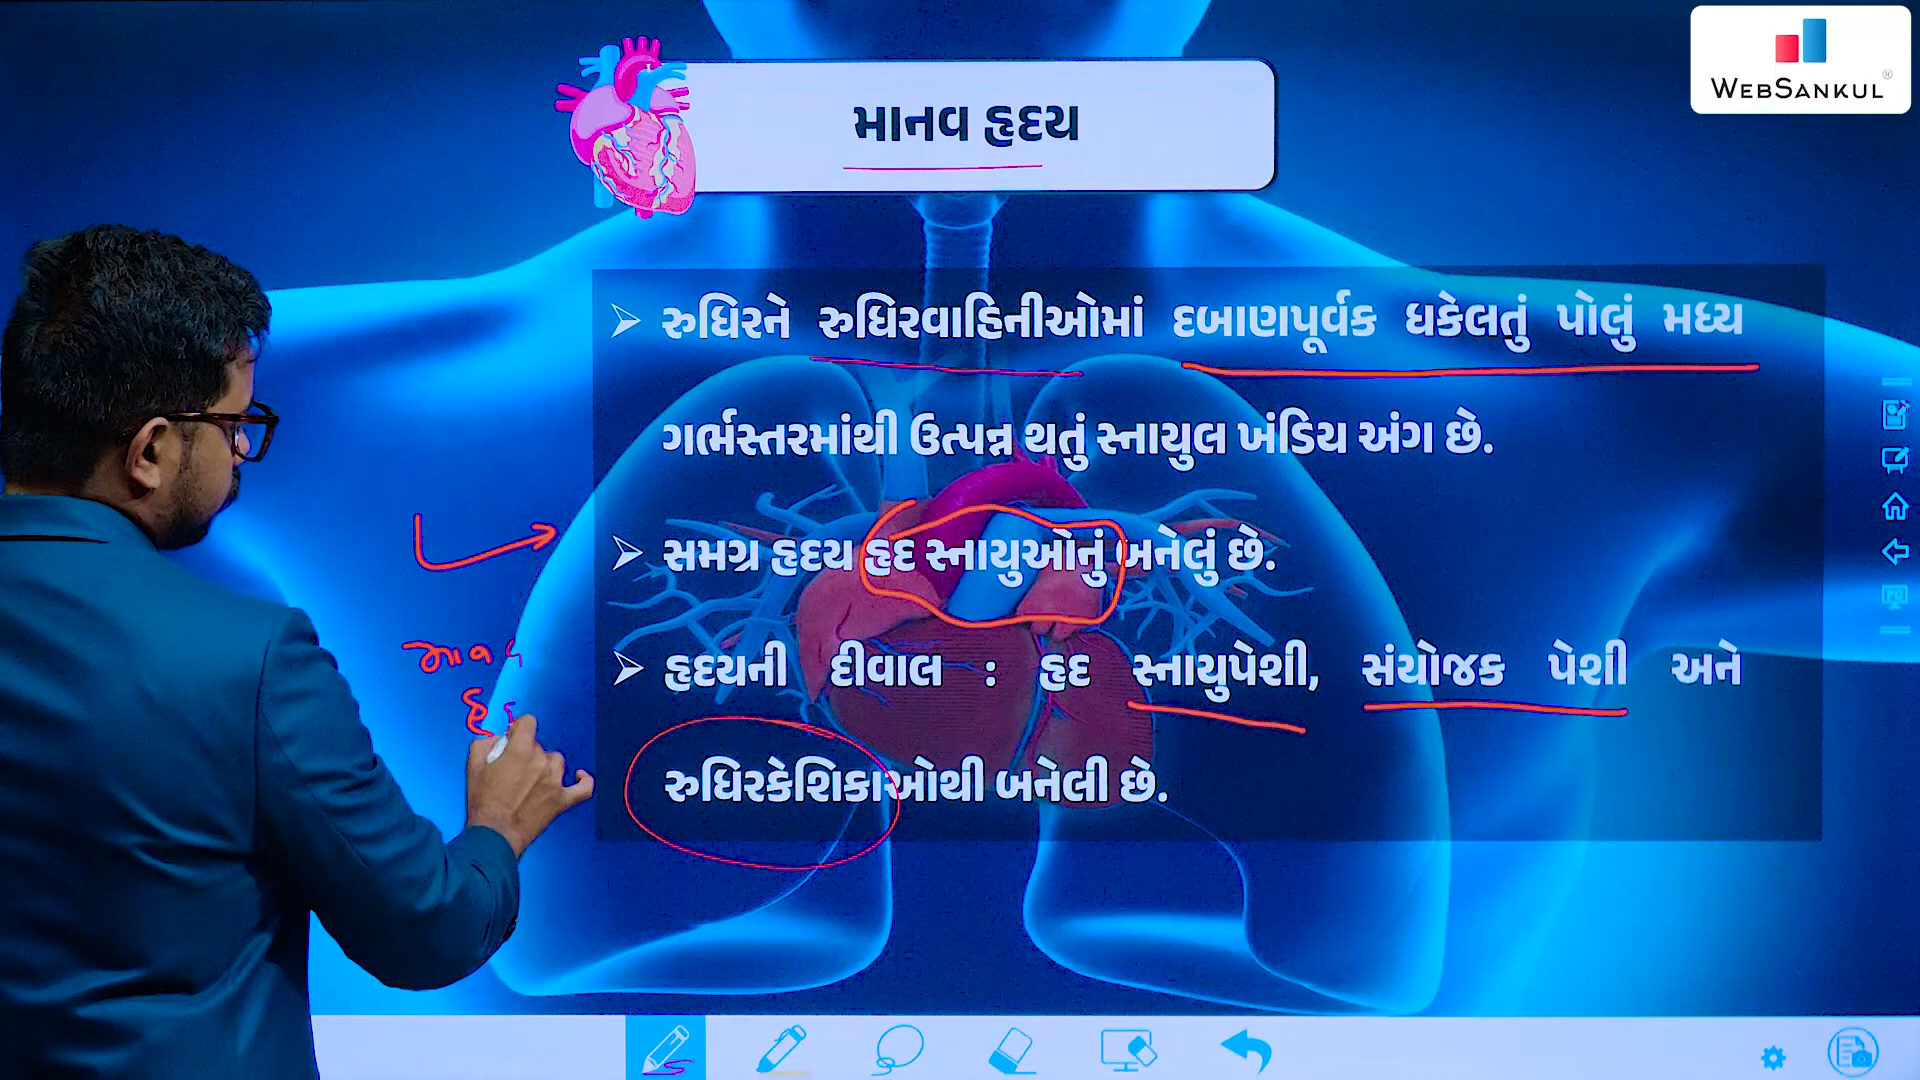 WEBSANKUL
માનવ હૃદય
➢ રુધિરને રુધિરવાહિનીઓમાં દબાણપૂર્વક ધકેલતું પોલું મધ્ય
ગર્ભસ્તરમાંથી ઉત્પન્ન થતું સ્નાયુલ ખંડિય અંગ છે.
➢ સમગ્ર હૃદય હૃદ સ્નાયુઓનું બનેલું છે.
➢ હૃદયની દીવાલ : હૃદ સ્નાયુપેશી, સંયોજક પેશી અને
રુધિરકેશિકાઓથી બનેલી છે.
માનવ
હૃદ